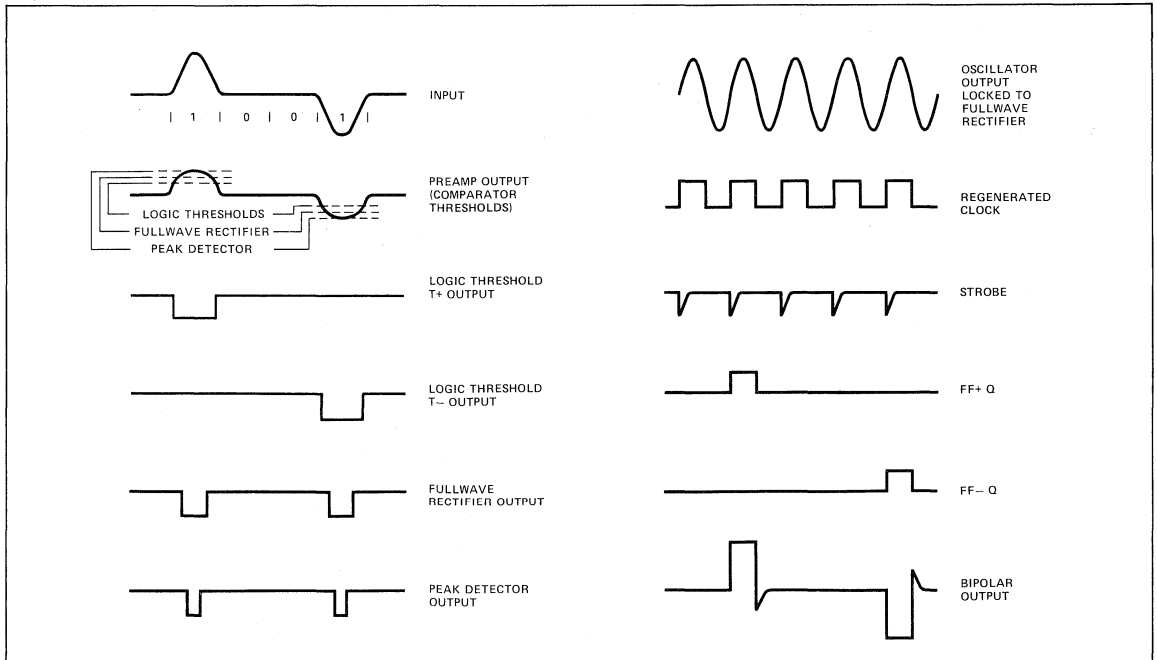 INPUT
| 1 | 0 | 0 | 1 |
PREAMP OUTPUT
(COMPARATOR
THRESHOLDS)
LOGIC THRESHOLDS
FULLWAVE RECTIFIER
PEAK DETECTOR
LOGIC THRESHOLD
T+ OUTPUT
LOGIC THRESHOLD
T− OUTPUT
FULLWAVE
RECTIFIER OUTPUT
PEAK DETECTOR
OUTPUT
OSCILLATOR
OUTPUT
LOCKED TO
FULLWAVE
RECTIFIER
REGENERATED
CLOCK
STROBE
FF+ Q
FF− Q
BIPOLAR
OUTPUT